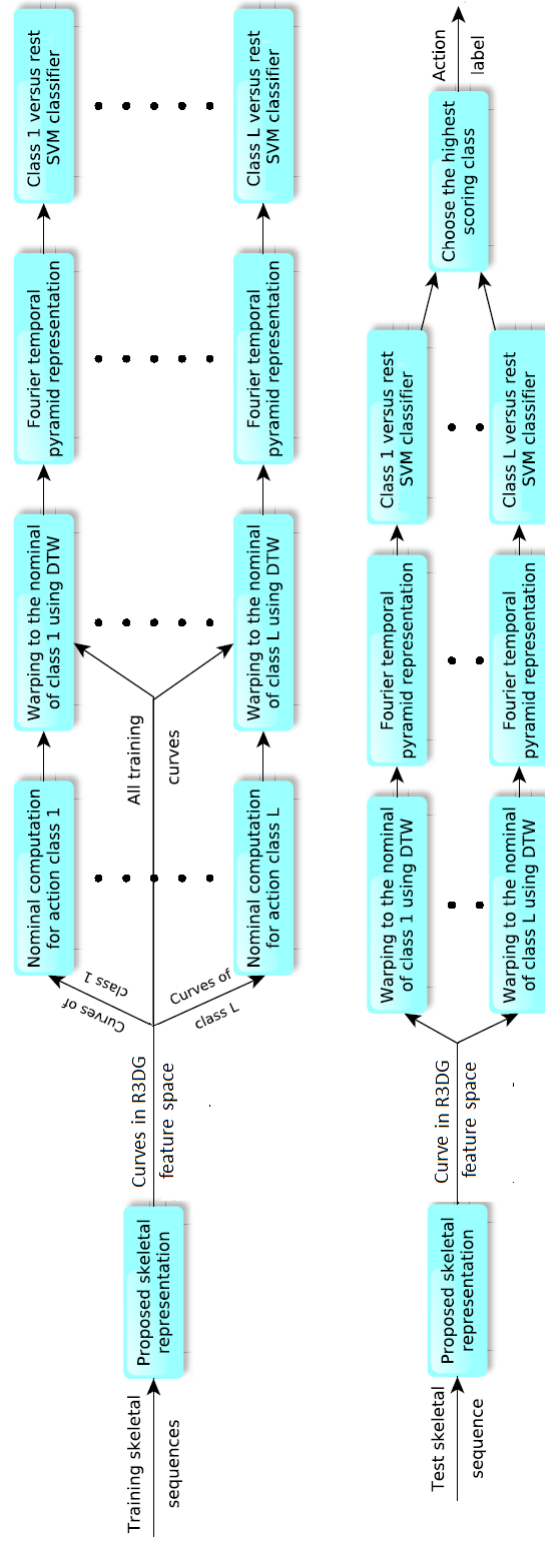 Training skeletal
sequences
Proposed skeletal
representation
Curves in R3DG
feature space
Curves of
class 1
Curves of
class L
Nominal computation
for action class 1
Nominal computation
for action class L
All training
curves
Warping to the nominal
of class 1 using DTW
Warping to the nominal
of class L using DTW
Fourier temporal
pyramid representation
Fourier temporal
pyramid representation
Class 1 versus rest
SVM classifier
Class L versus rest
SVM classifier
Test skeletal
sequence
Proposed skeletal
representation
Curve in R3DG
feature space
Warping to the nominal
of class 1 using DTW
Warping to the nominal
of class L using DTW
Fourier temporal
pyramid representation
Fourier temporal
pyramid representation
Class 1 versus rest
SVM classifier
Class L versus rest
SVM classifier
Choose the highest
scoring class
Action
label